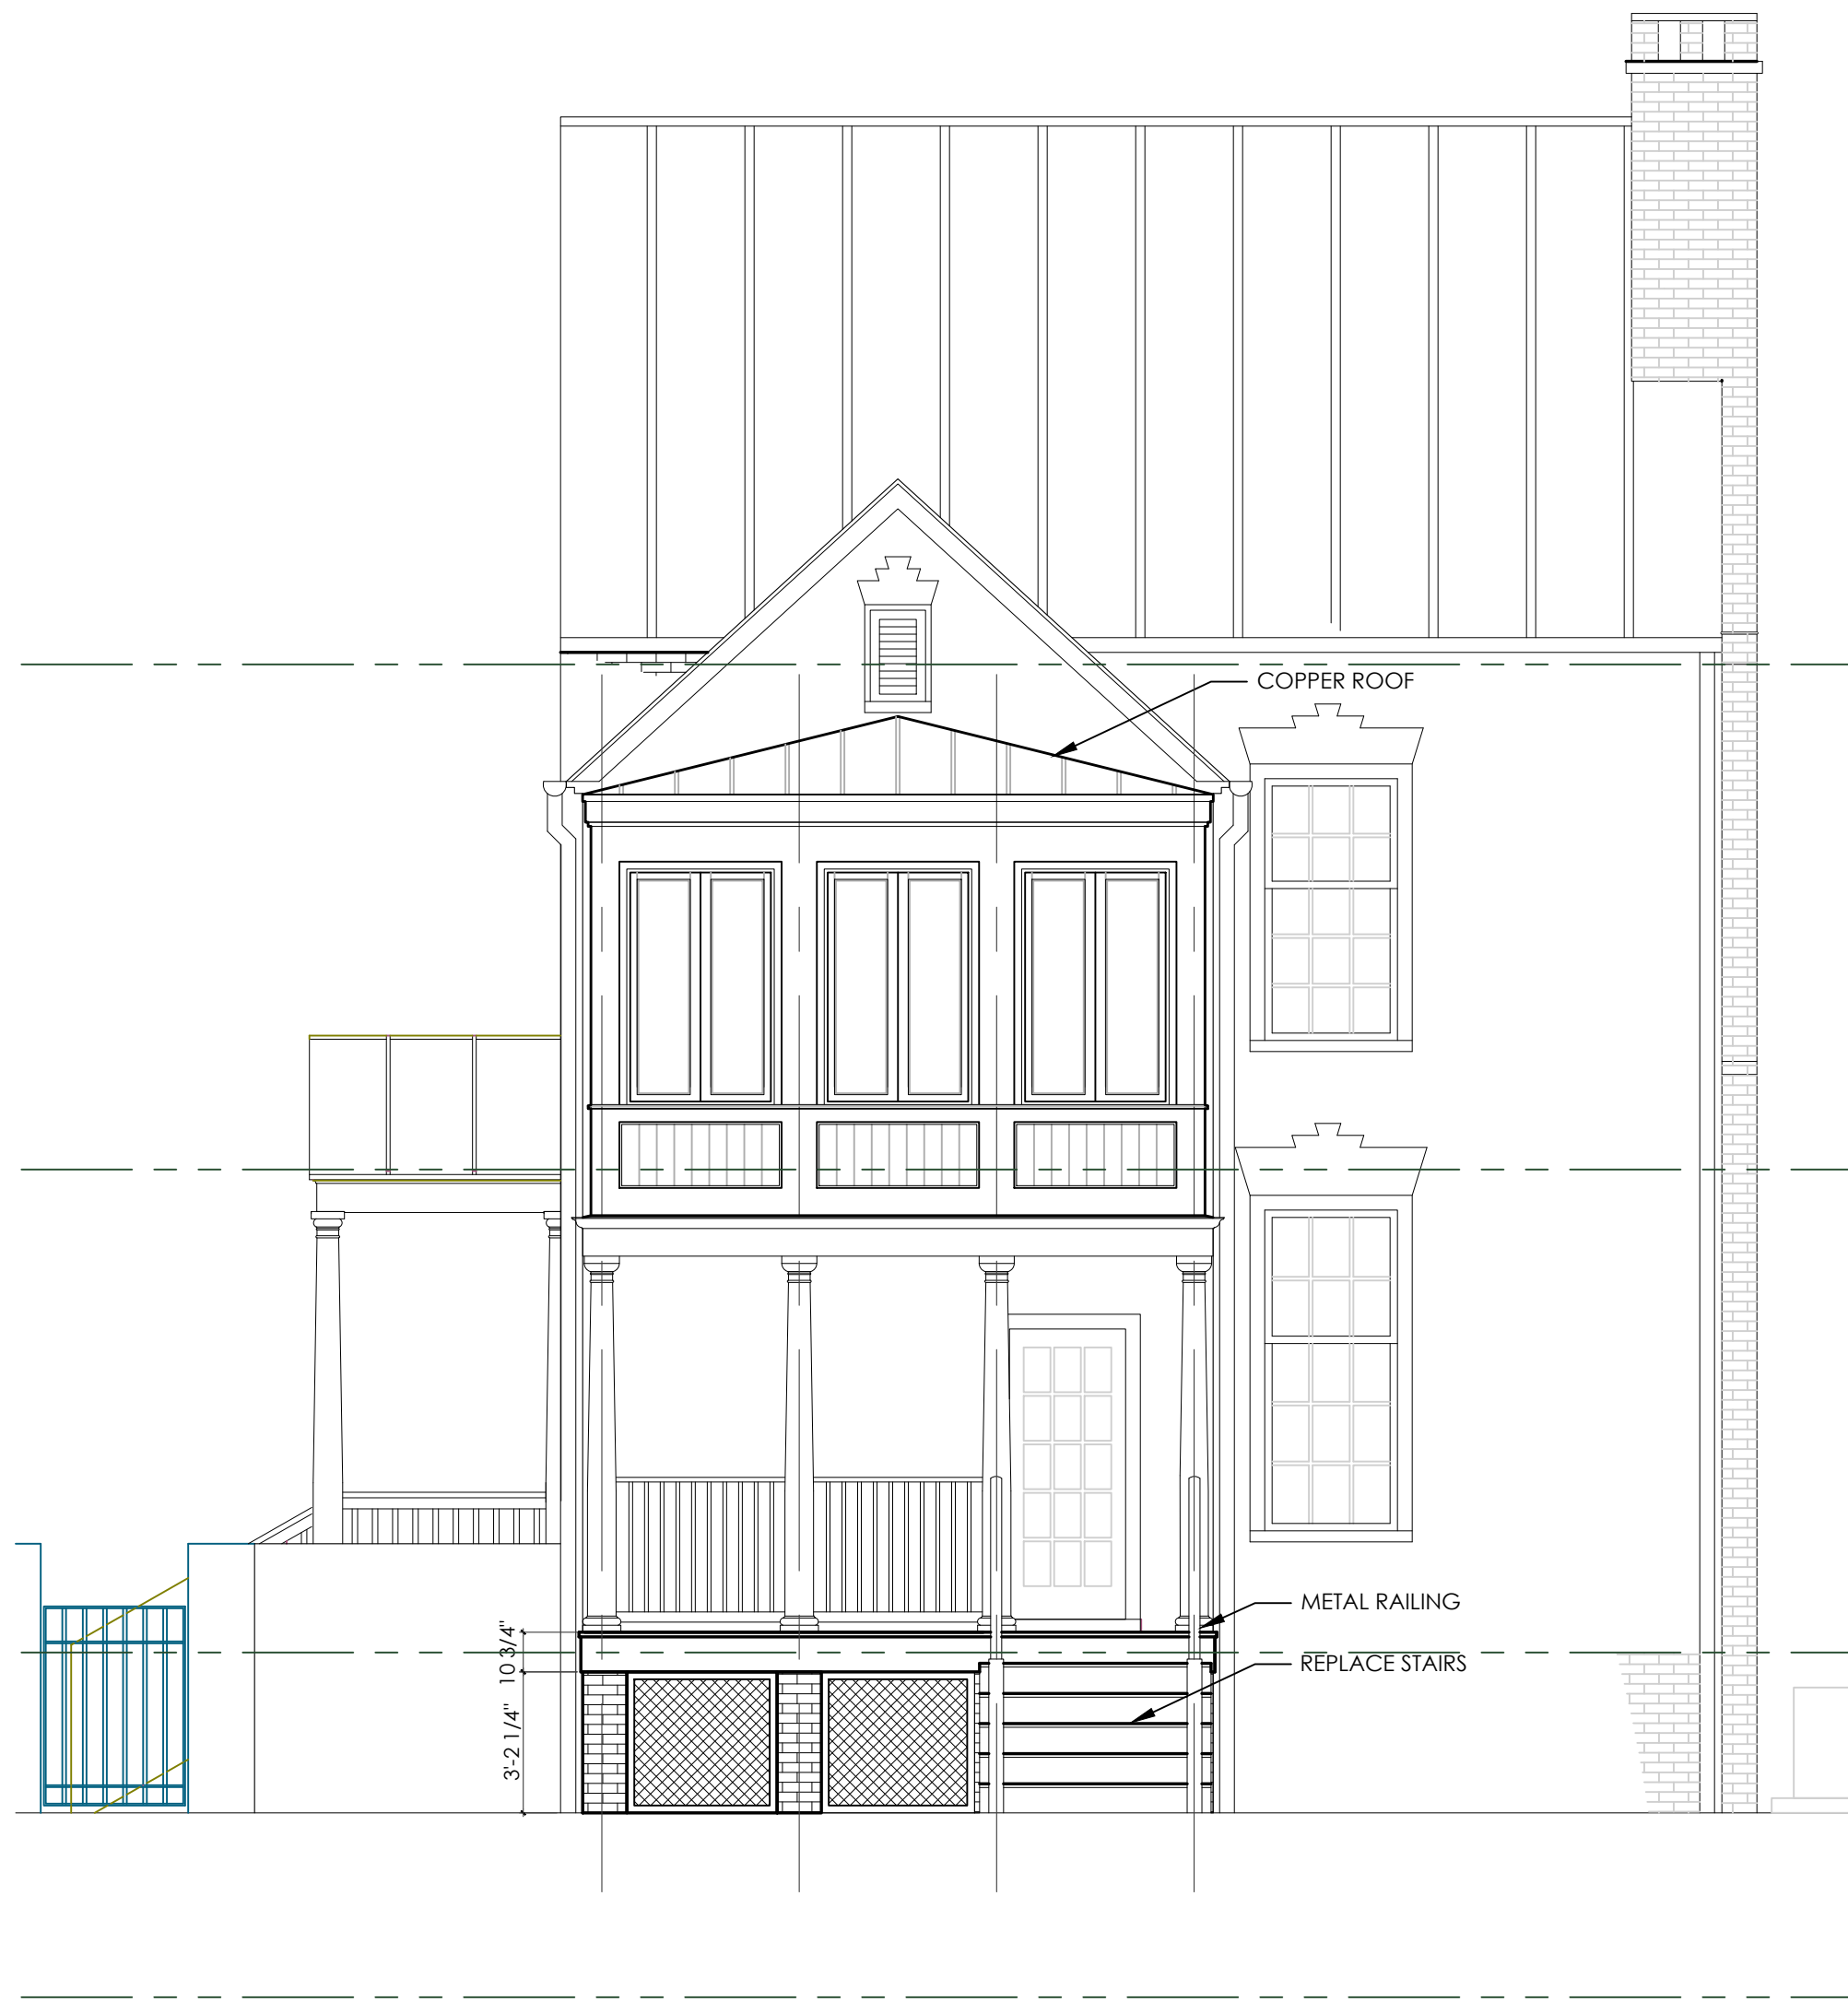 COPPER ROOF
METAL RAILING
REPLACE STAIRS
10 3/4"
3'-2 1/4"